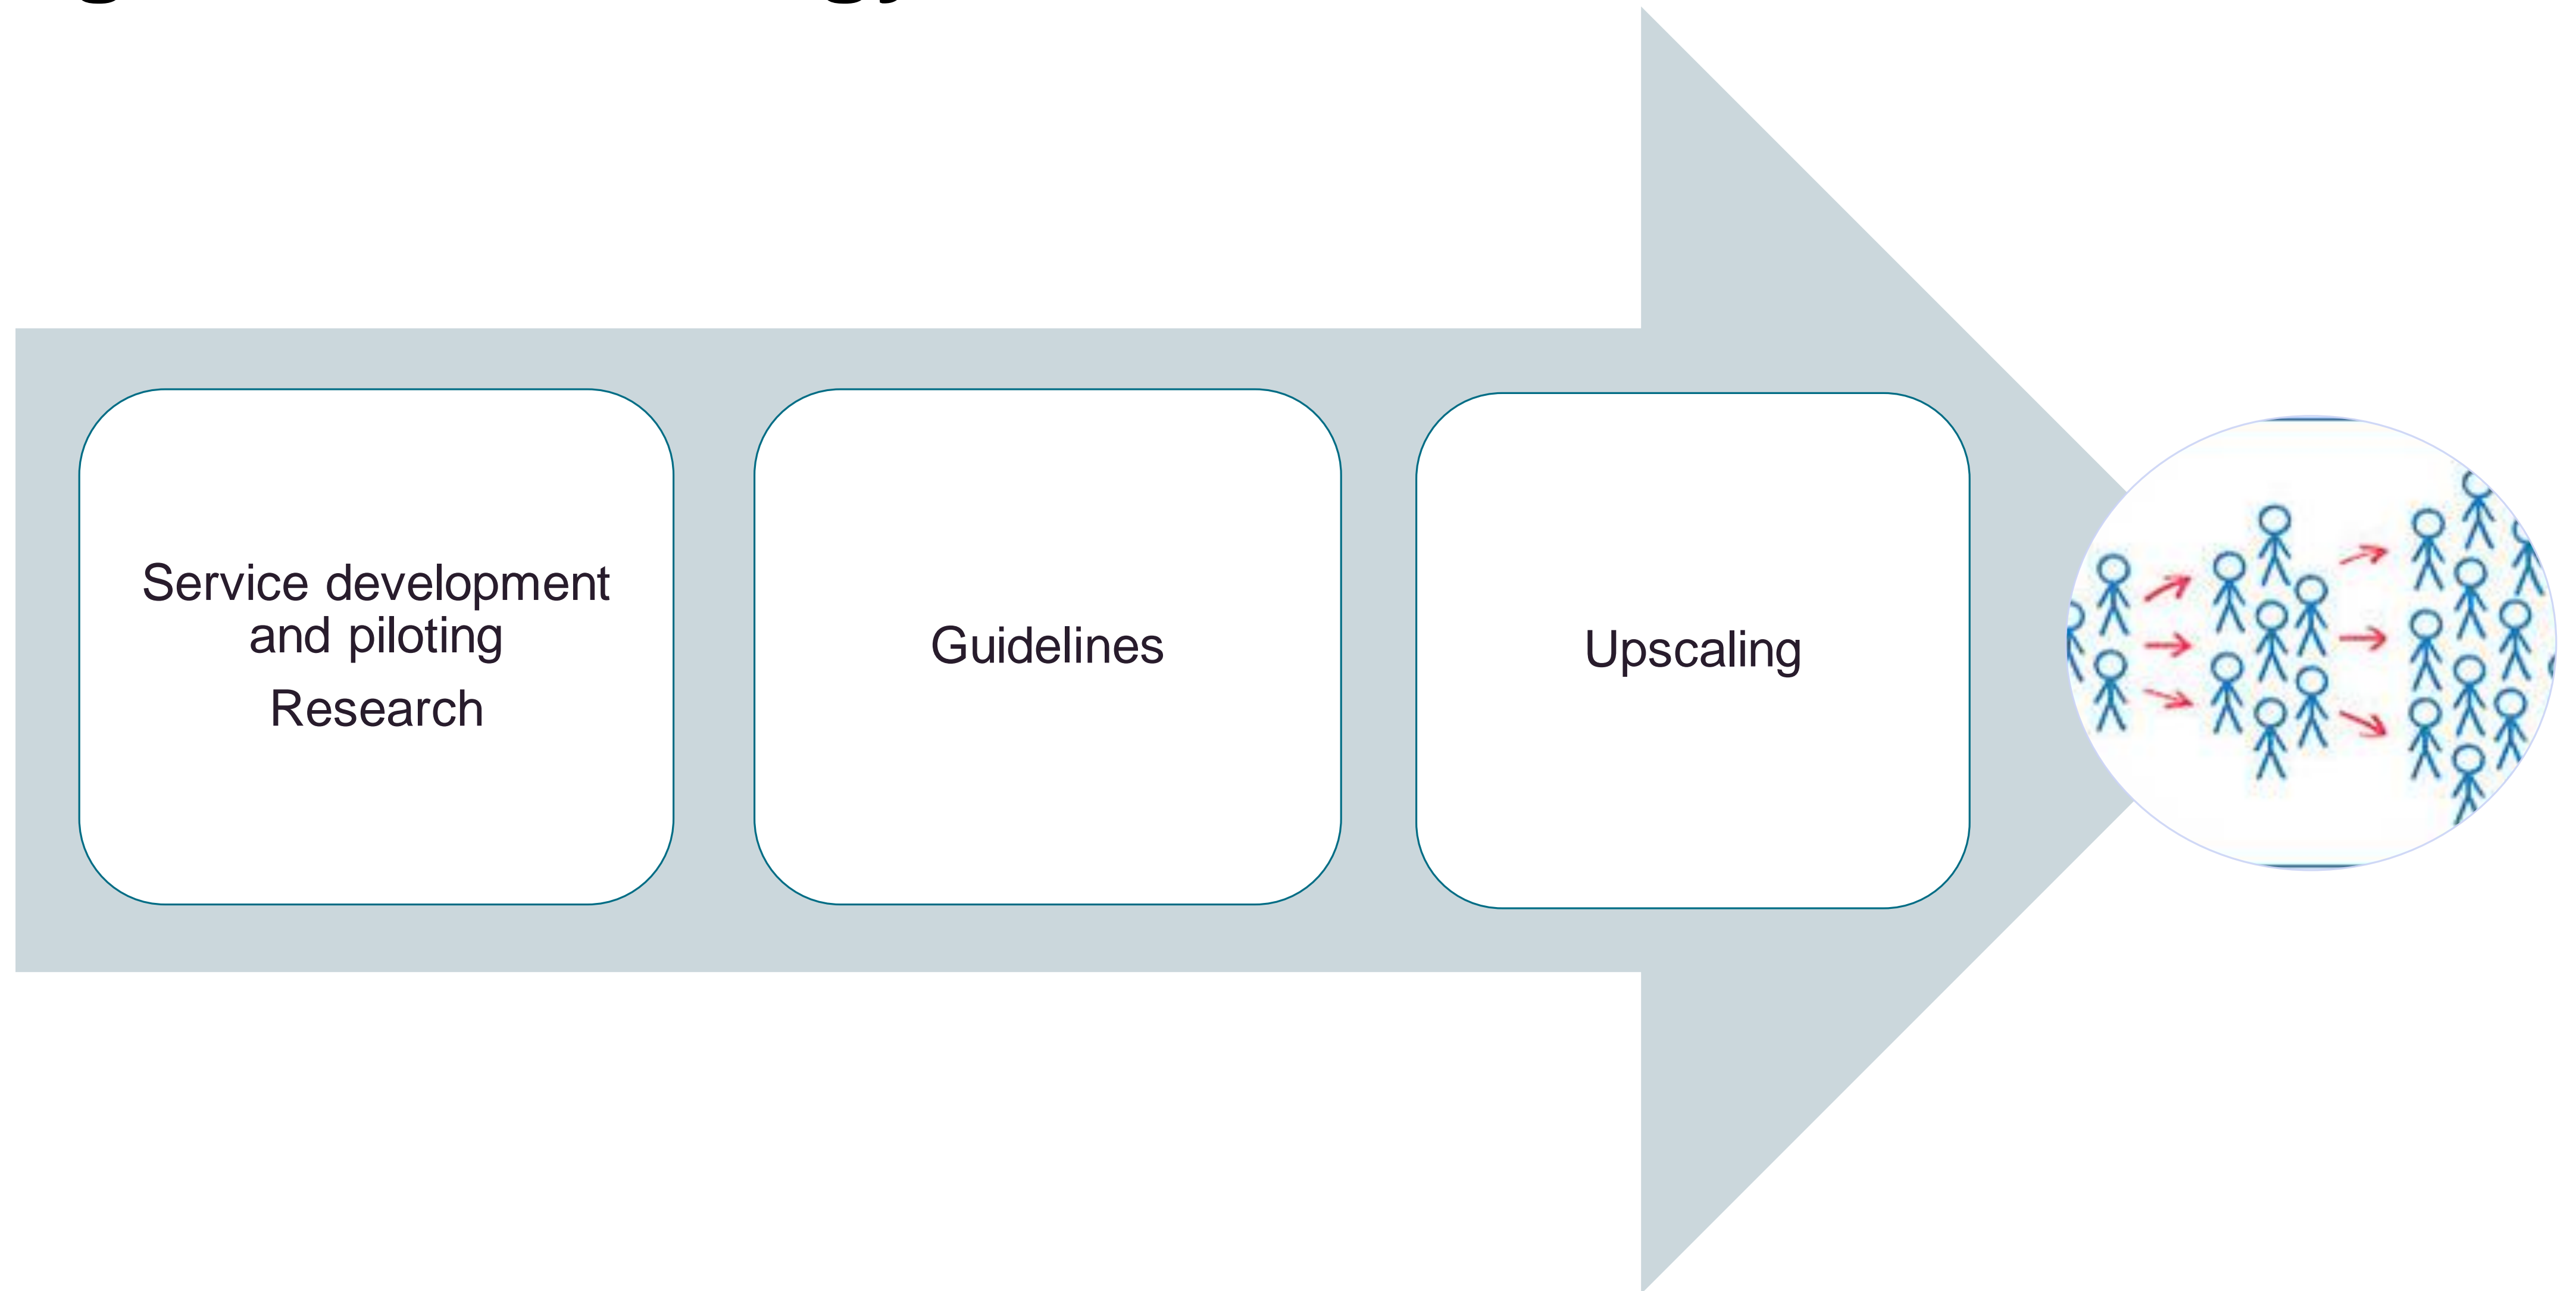 Service development
and piloting
Research
Guidelines
Upscaling